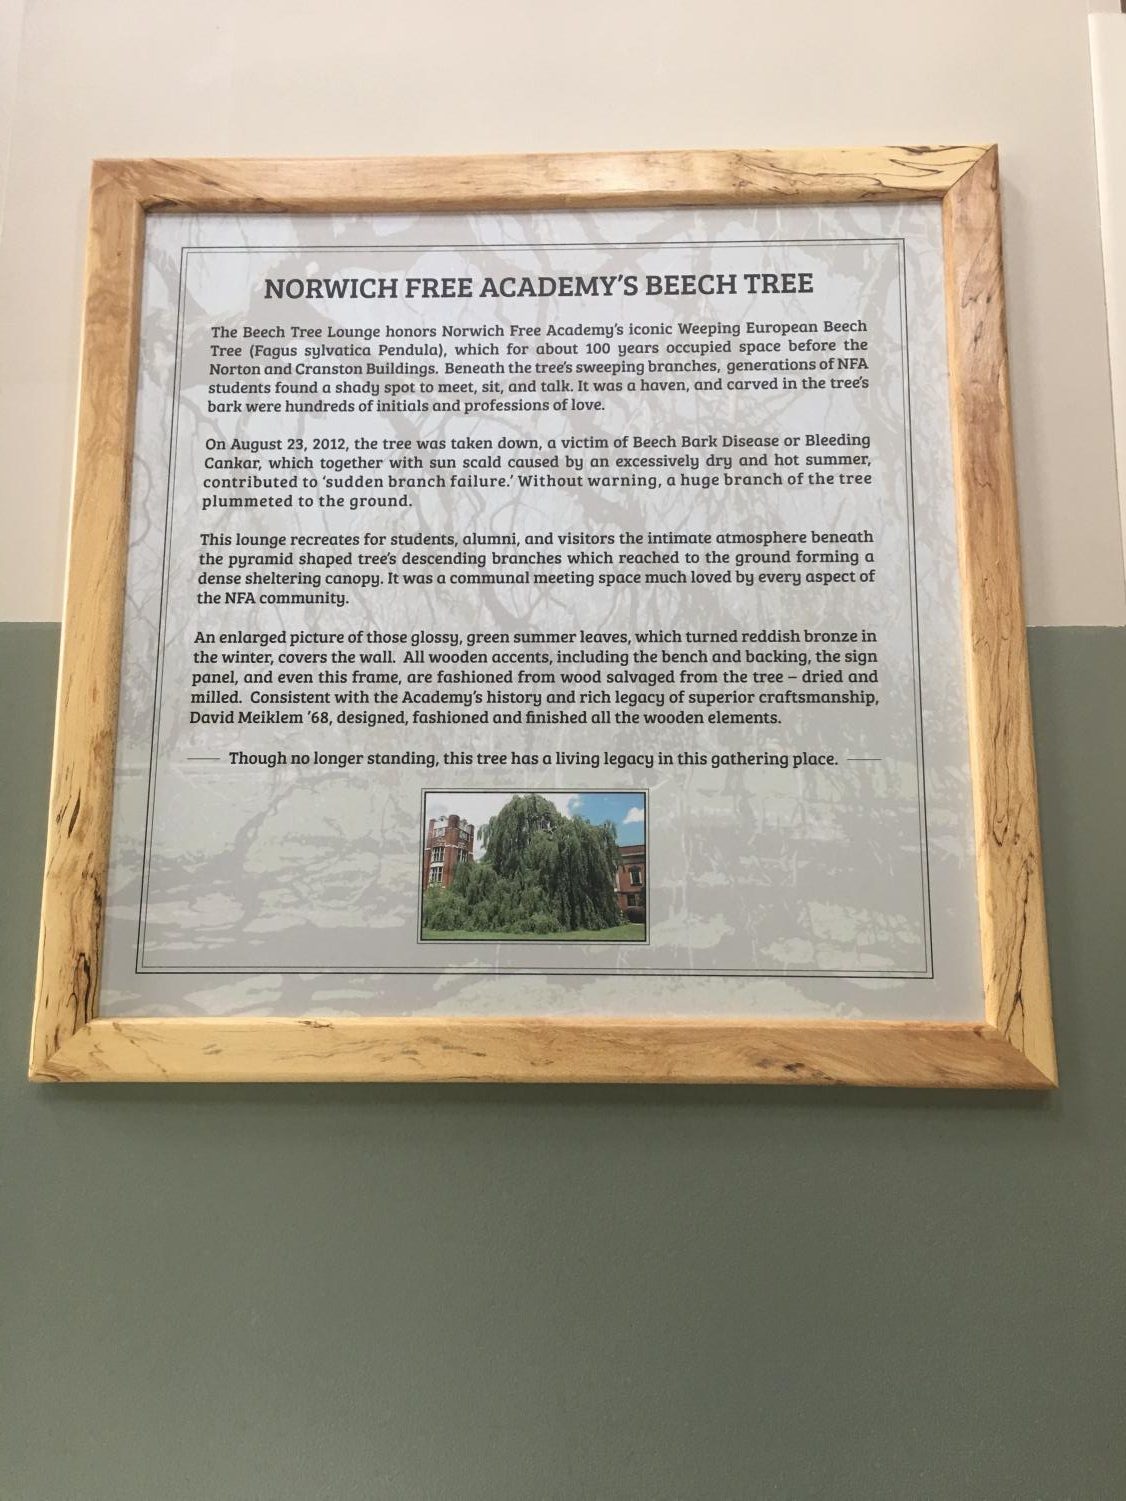 NORWICH FREE ACADEMY'S BEECH TREE
The Beech Tree Lounge honors Norwich Free Academy's iconic Weeping European Beech
Tree (Fagus sylvatica Pendula), which for about 100 years occupied space before the
Norton and Cranston Buildings. Beneath the tree's sweeping branches, generations of NFA
students found a shady spot to meet, sit, and talk. It was a haven, and carved in the tree's
bark were hundreds of initials and professions of love.
On August 23, 2012, the tree was taken down, a victim of Beech Bark Disease or Bleeding
Cankar, which together with sun scald caused by an excessively dry and hot summer,
contributed to 'sudden branch failure.' Without warning, a huge branch of the tree
plummeted to the ground.
This lounge recreates for students, alumni, and visitors the intimate atmosphere beneath
the pyramid shaped tree's descending branches which reached to the ground forming a
dense sheltering canopy. It was a communal meeting space much loved by every aspect of
the NFA community.
An enlarged picture of those glossy, green summer leaves, which turned reddish bronze in
the winter, covers the wall. All wooden accents, including the bench and backing, the sign
panel, and even this frame, are fashioned from wood salvaged from the tree – dried and
milled. Consistent with the Academy's history and rich legacy of superior craftsmanship,
David Meiklem '68, designed, fashioned and finished all the wooden elements.
Though no longer standing, this tree has a living legacy in this gathering place.